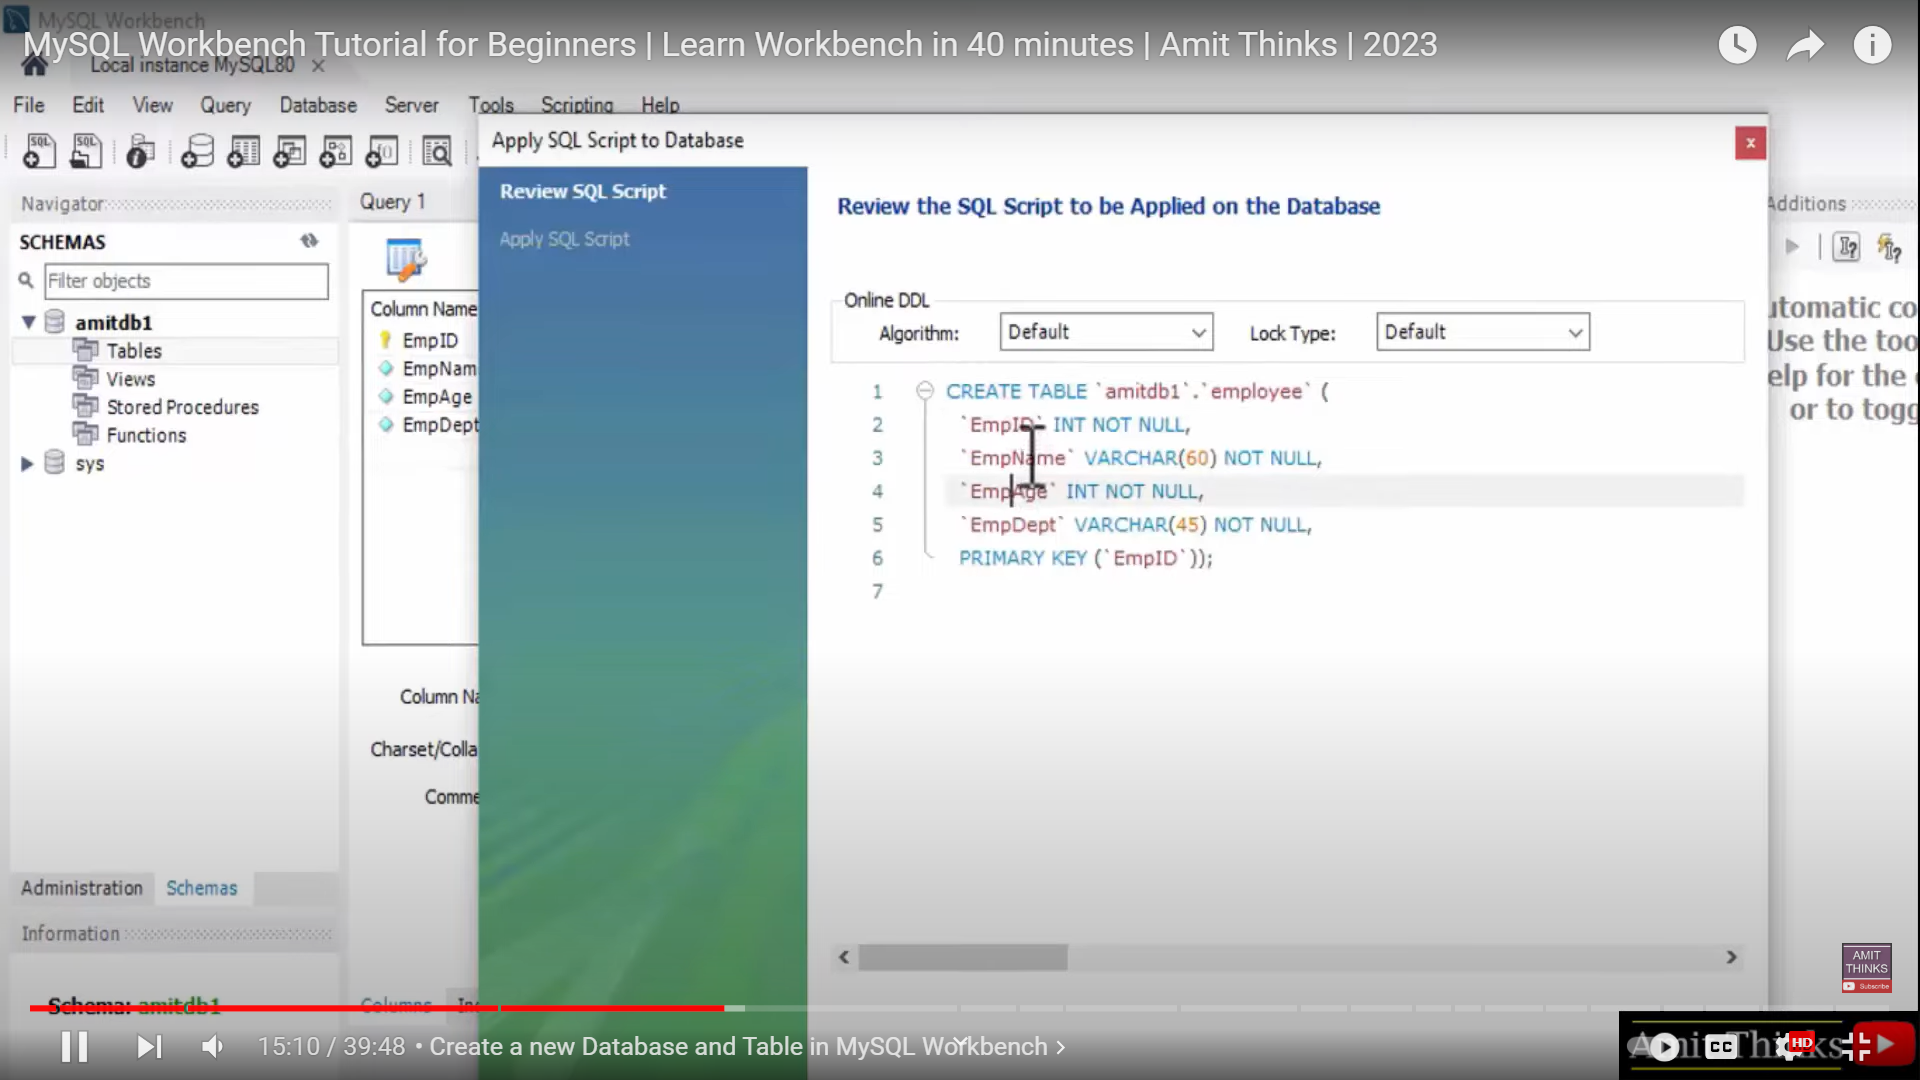 MySQL Workbench
MySQL Workbench Tutorial for Beginners | Learn Workbench in 40 minutes | Amit Thinks | 2023
Local instance MySQL80
File Edit View Query Database Server Tools Scripting Help
Apply SQL Script to Database
Navigator
Query 1
Review SQL Script
Apply SQL Script
Review the SQL Script to be Applied on the Database
Additions
SCHEMAS
Filter objects
amitdb1
Tables
Views
Stored Procedures
Functions
sys
Column Name
EmpID
EmpNam
EmpAge
EmpDept
Online DDL
Algorithm: Default Lock Type: Default
1 CREATE TABLE `amitdb1`.`employee` (
2 `EmpID` INT NOT NULL,
3 `EmpName` VARCHAR(60) NOT NULL,
4 `EmpAge` INT NOT NULL,
5 `EmpDept` VARCHAR(45) NOT NULL,
6 PRIMARY KEY (`EmpID`));
7
utomatic co
Use the too
elp for the
or to togg
Column Na
Charset/Colla
Comme
Administration Schemas
Information
Schema: amitdb1
Columns In
AMIT
THINKS
Subscribe
15:10 / 39:48 • Create a new Database and Table in MySQL Workbench
Amit Thinks
CC
HD